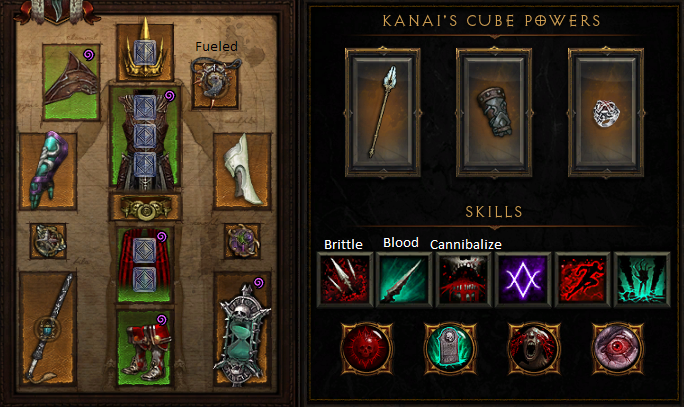 Fueled
KANAI'S CUBE POWERS
SKILLS
Brittle
Blood
Cannibalize